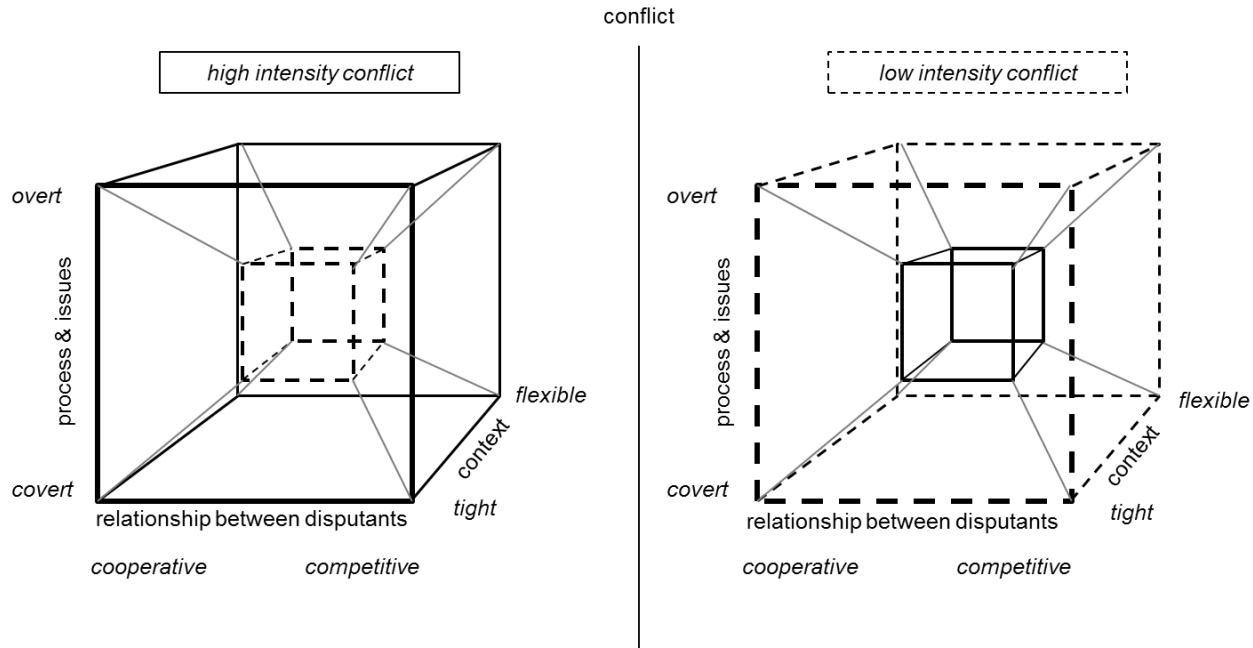 conflict
high intensity conflict
overt
process & issues
covert
relationship between disputants
cooperative
competitive
tight
context
flexible
low intensity conflict
overt
process & issues
covert
relationship between disputants
cooperative
competitive
tight
context
flexible